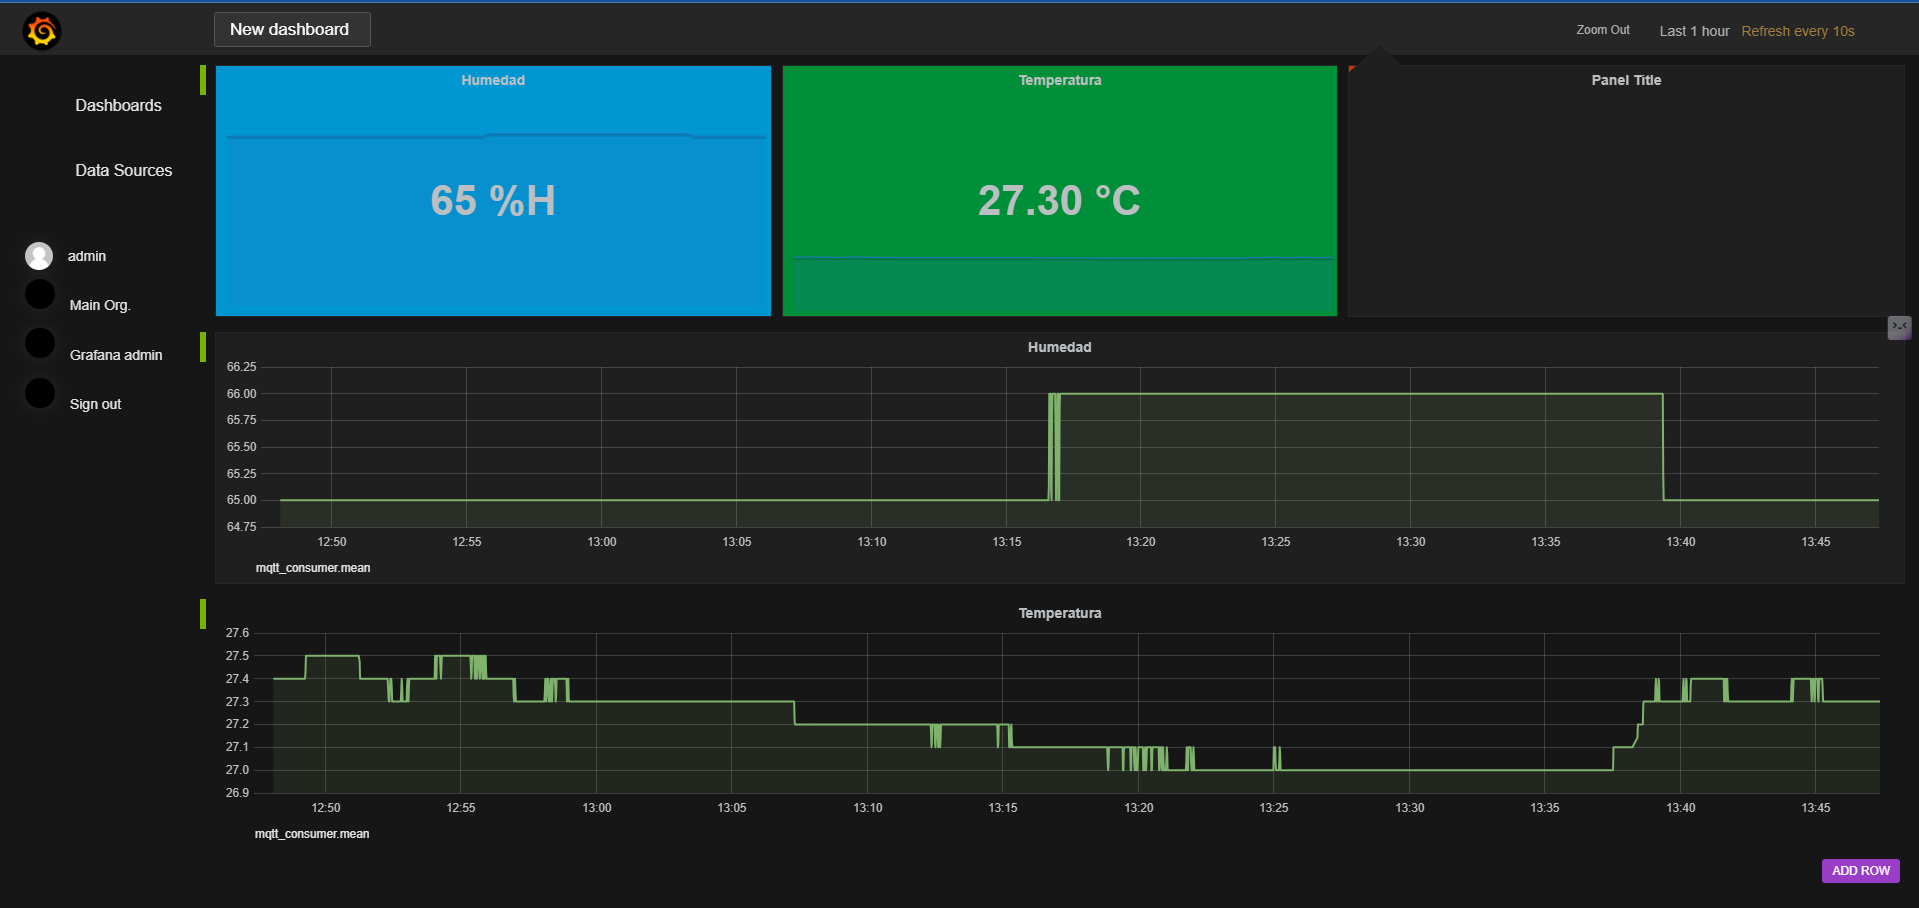 New dashboard
Zoom Out
Last 1 hour Refresh every 10s
Dashboards
Data Sources
admin
Main Org.
Grafana admin
Sign out
Humedad
65 %H
Temperatura
27.30 °C
Panel Title
Humedad
66.25
66.00
65.75
65.50
65.25
65.00
64.75
12:50 12:55 13:00 13:05 13:10 13:15 13:20 13:25 13:30 13:35 13:40 13:45
mqtt_consumer.mean
Temperatura
27.6
27.5
27.4
27.3
27.2
27.1
27.0
26.9
12:50 12:55 13:00 13:05 13:10 13:15 13:20 13:25 13:30 13:35 13:40 13:45
mqtt_consumer.mean
ADD ROW